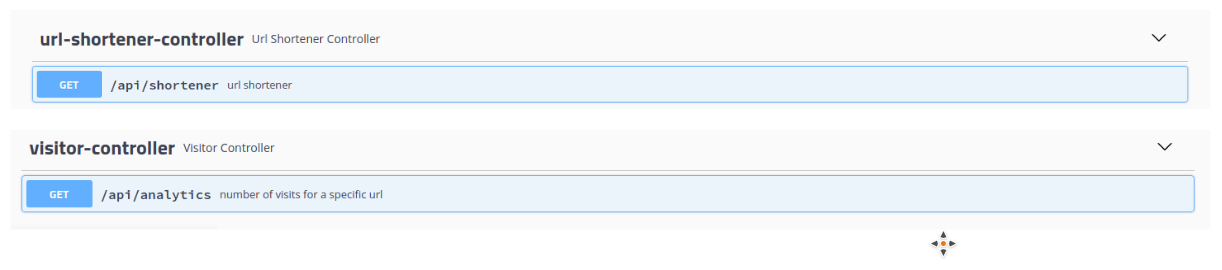 url-shortener-controller Url Shortener Controller
GET /api/shortener url shortener
visitor-controller Visitor Controller
GET /api/analytics number of visits for a specific url